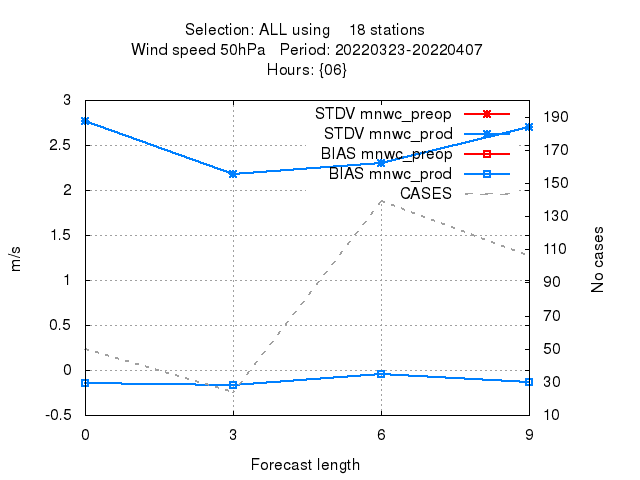 Selection: ALL using    18 stations
Wind speed 50hPa   Period: 20220323-20220407
Hours: {06}
3
2.5
2
1.5
1
0.5
0
-0.5
m/s
STDV mnwc_preop
STDV mnwc_prod
BIAS mnwc_preop
BIAS mnwc_prod
CASES
190
170
150
130
110
90
70
50
30
10
No cases
0 3 6 9
Forecast length